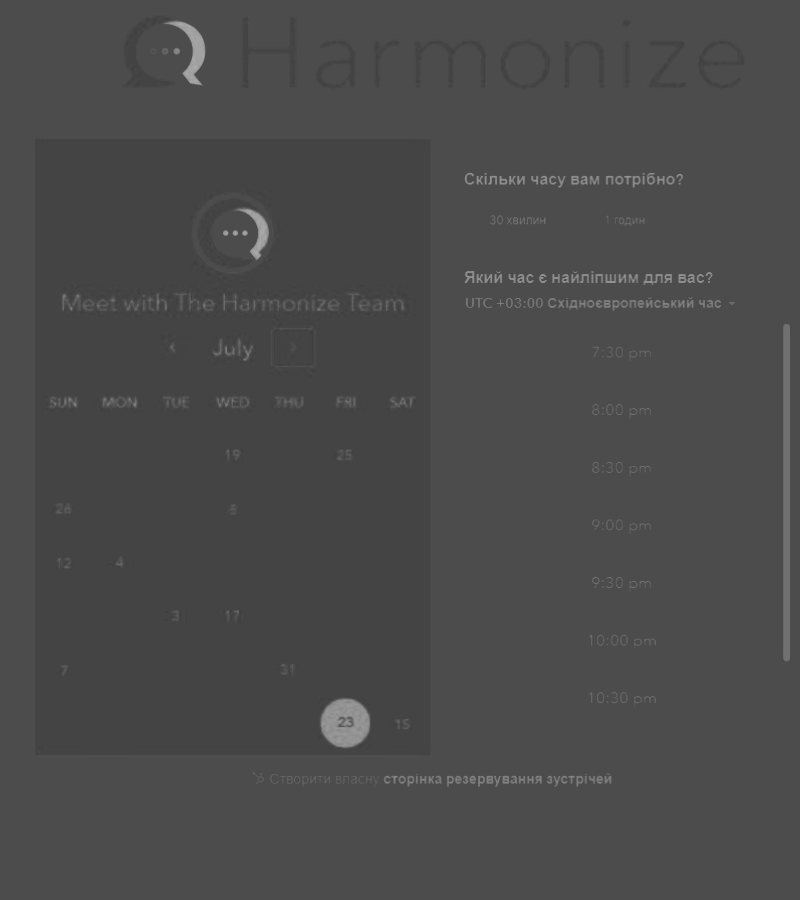 Harmonize
Meet with The Harmonize Team
July
SUN MON TUE WED THU FRI SAT
19 25
26 8
12 4
3 17
7 31
23 15
Скільки часу вам потрібно?
30 хвилин 1 годин
Який час є найліпшим для вас?
UTC +03:00 Східноєвропейський час
7:30 pm
8:00 pm
8:30 pm
9:00 pm
9:30 pm
10:00 pm
10:30 pm
Створити власну сторінка резервування зустрічей